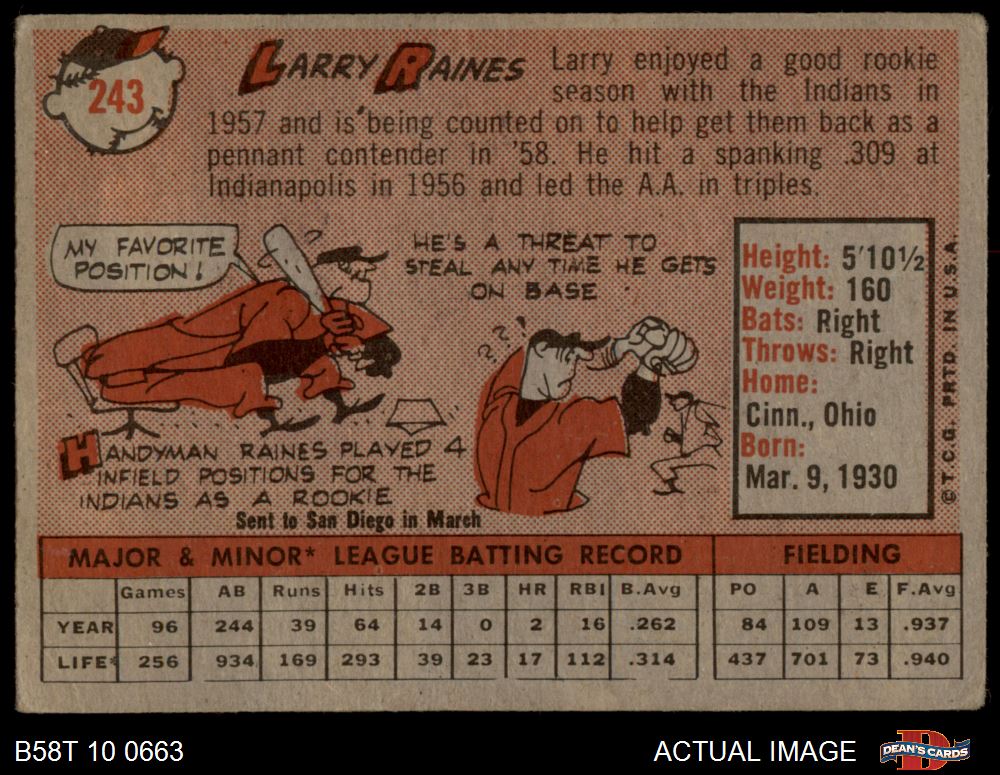 243
LARRY RAINES
Larry enjoyed a good rookie
season with the Indians in
1957 and is being counted on to help get them back as a
pennant contender in '58. He hit a spanking .309 at
Indianapolis in 1956 and led the A.A. in triples.
MY FAVORITE
POSITION!
HE'S A THREAT TO
STEAL ANY TIME HE GETS
ON BASE
? ?
HANDYMAN RAINES PLAYED 4
INFIELD POSITIONS FOR THE
INDIANS AS A ROOKIE
Sent to San Diego in March
Height: 5'10½
Weight: 160
Bats: Right
Throws: Right
Home:
Cinn., Ohio
Born:
Mar. 9, 1930
© T.C.G. PRTD. IN U.S.A.
MAJOR & MINOR* LEAGUE BATTING RECORD FIELDING
Games AB Runs Hits 2B 3B HR RBI B.Avg PO A E F.Avg
YEAR 96 244 39 64 14 0 2 16 .262 84 109 13 .937
LIFE* 256 934 169 293 39 23 17 112 .314 437 701 73 .940
B58T 10 0663
ACTUAL IMAGE
D
DEAN'S CARDS